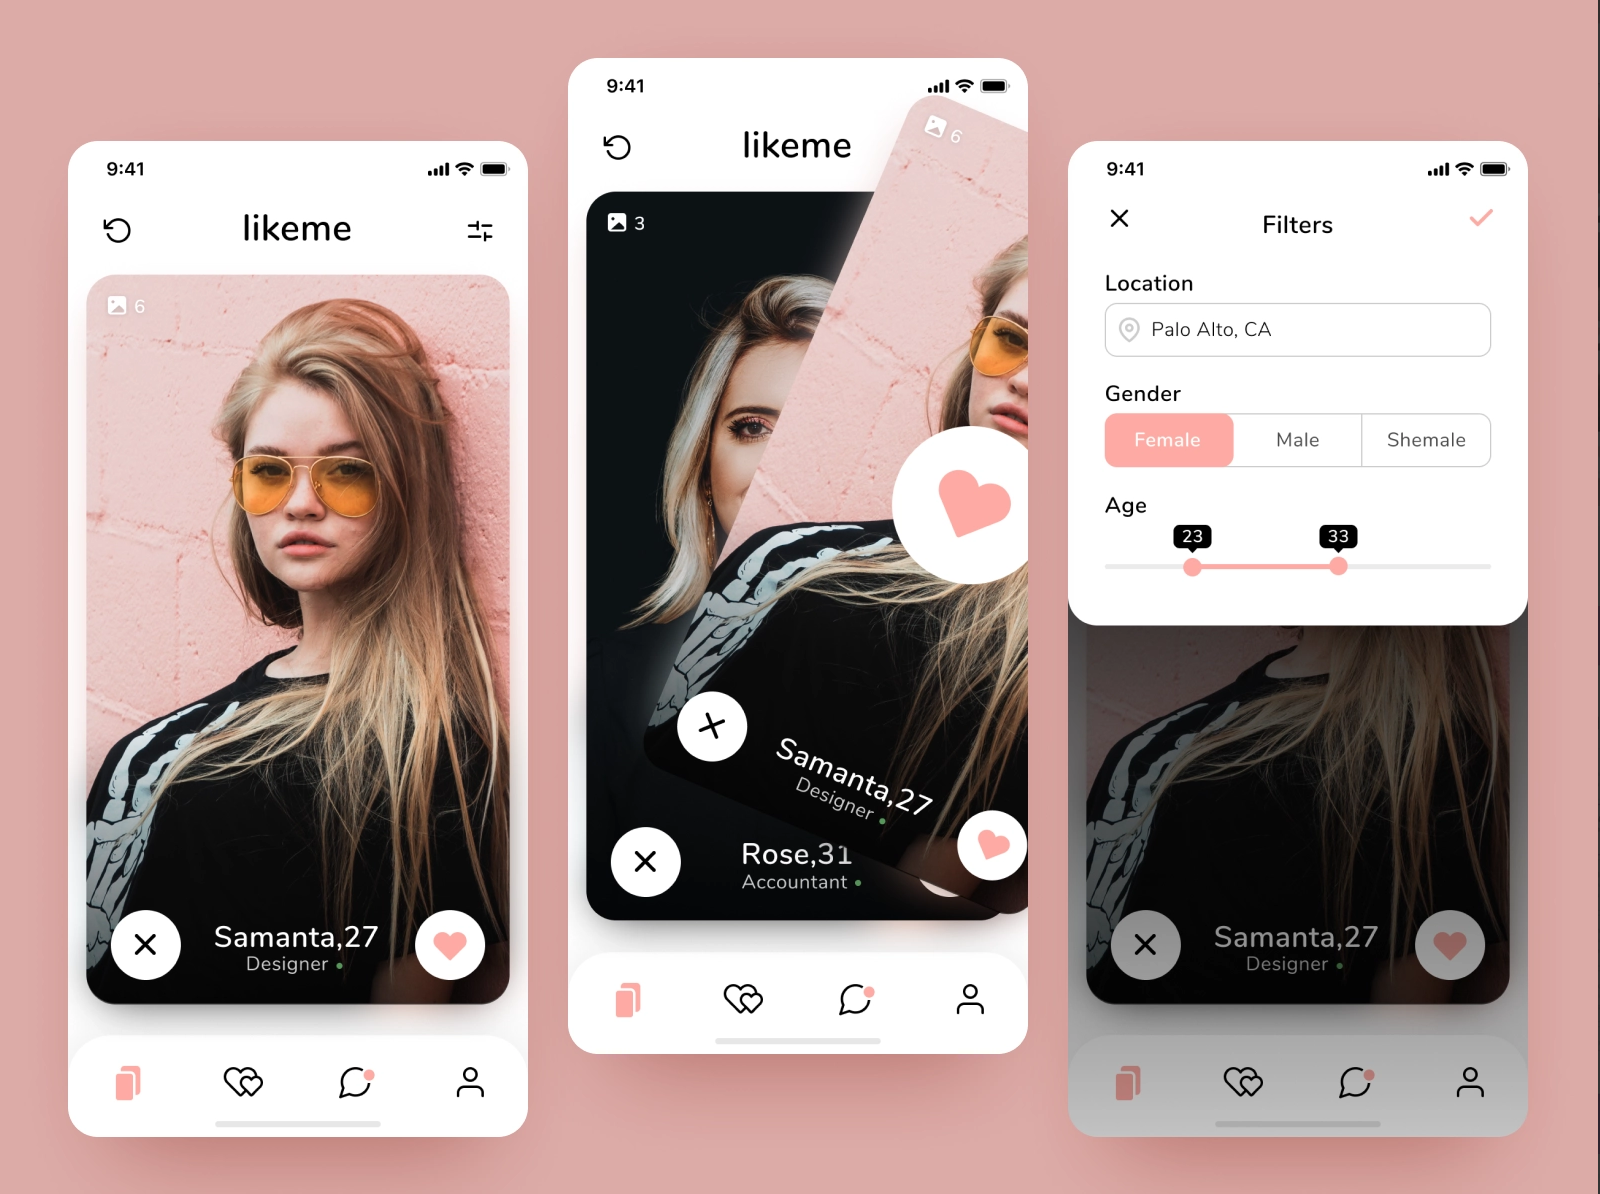 9:41
likeme
6
Samanta,27
Designer
9:41
likeme
6
3
Samanta,27
Designer
Rose,31
Accountant
9:41
Filters
Location
Palo Alto, CA
Gender
Female Male Shemale
Age
23 33
Samanta,27
Designer